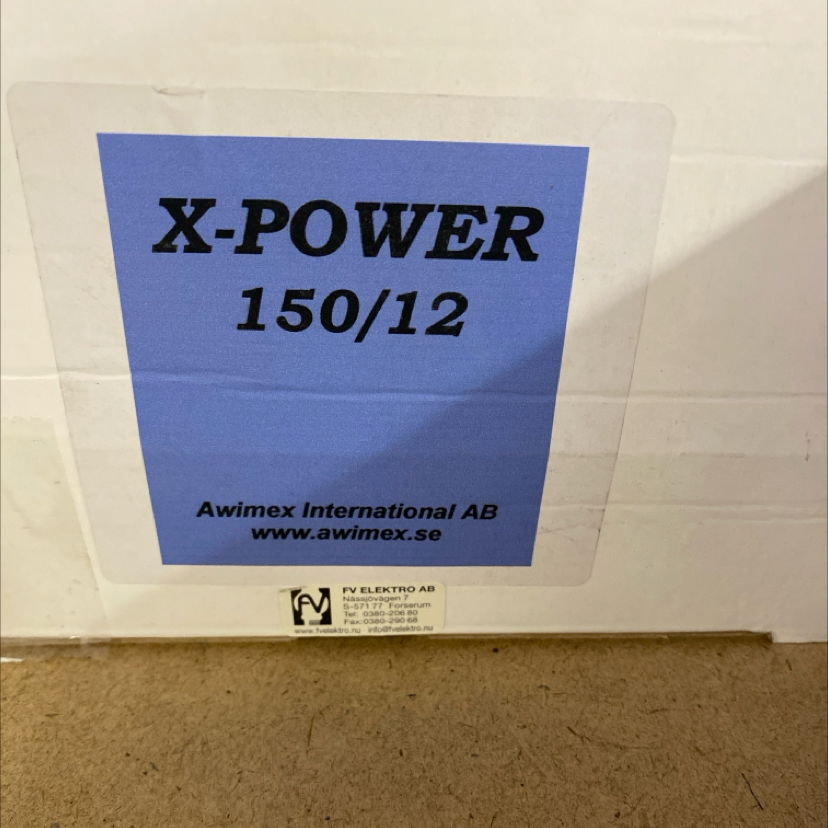 X-POWER
150/12
Awimex International AB
www.awimex.se
FV
FV ELEKTRO AB
Nässjövägen 7
S-571 77 Forserum
Tel: 0380-206 80
Fax: 0380-290 68
www.fvelektro.nu - info@fvelektro.nu